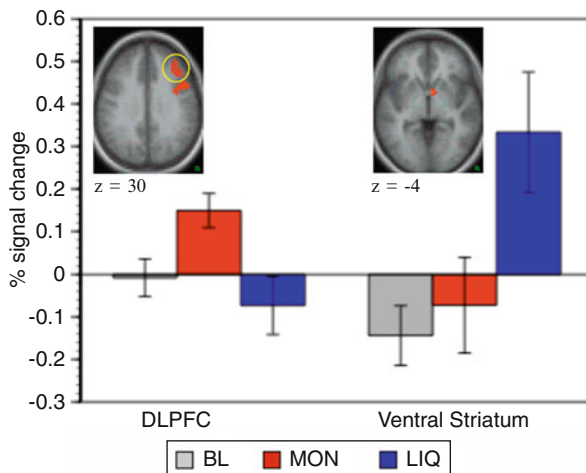 0.6
0.5
0.4
0.3
0.2
0.1
0
-0.1
-0.2
-0.3
% signal change
z = 30
z = -4
DLPFC
Ventral Striatum
BL MON LIQ